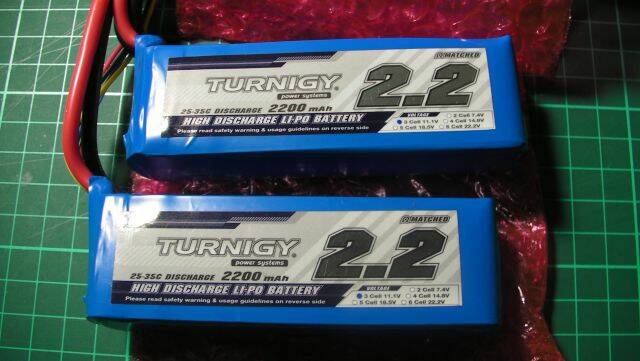 TURNIGY®
power systems
2.2
MATCHED
25-35C DISCHARGE 2200 mAh
HIGH DISCHARGE LI-PO BATTERY
Please read safety warning & usage guidelines on reverse side
VOLTAGE
2 Cell 7.4V
3 Cell 11.1V 4 Cell 14.8V
5 Cell 18.5V 6 Cell 22.2V
TURNIGY®
power systems
2.2
MATCHED
25-35C DISCHARGE 2200 mAh
HIGH DISCHARGE LI-PO BATTERY
Please read safety warning & usage guidelines on reverse side
VOLTAGE
2 Cell 7.4V
3 Cell 11.1V 4 Cell 14.8V
5 Cell 18.5V 6 Cell 22.2V